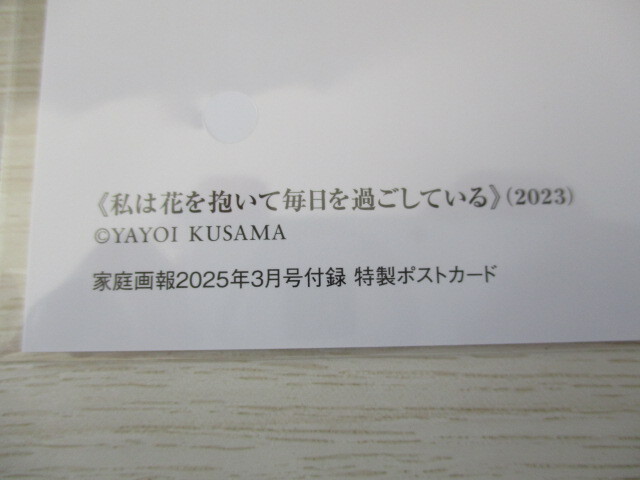 《私は花を抱いて毎日を過ごしている》(2023)
©YAYOI KUSAMA
家庭画報2025年3月号付録 特製ポストカード